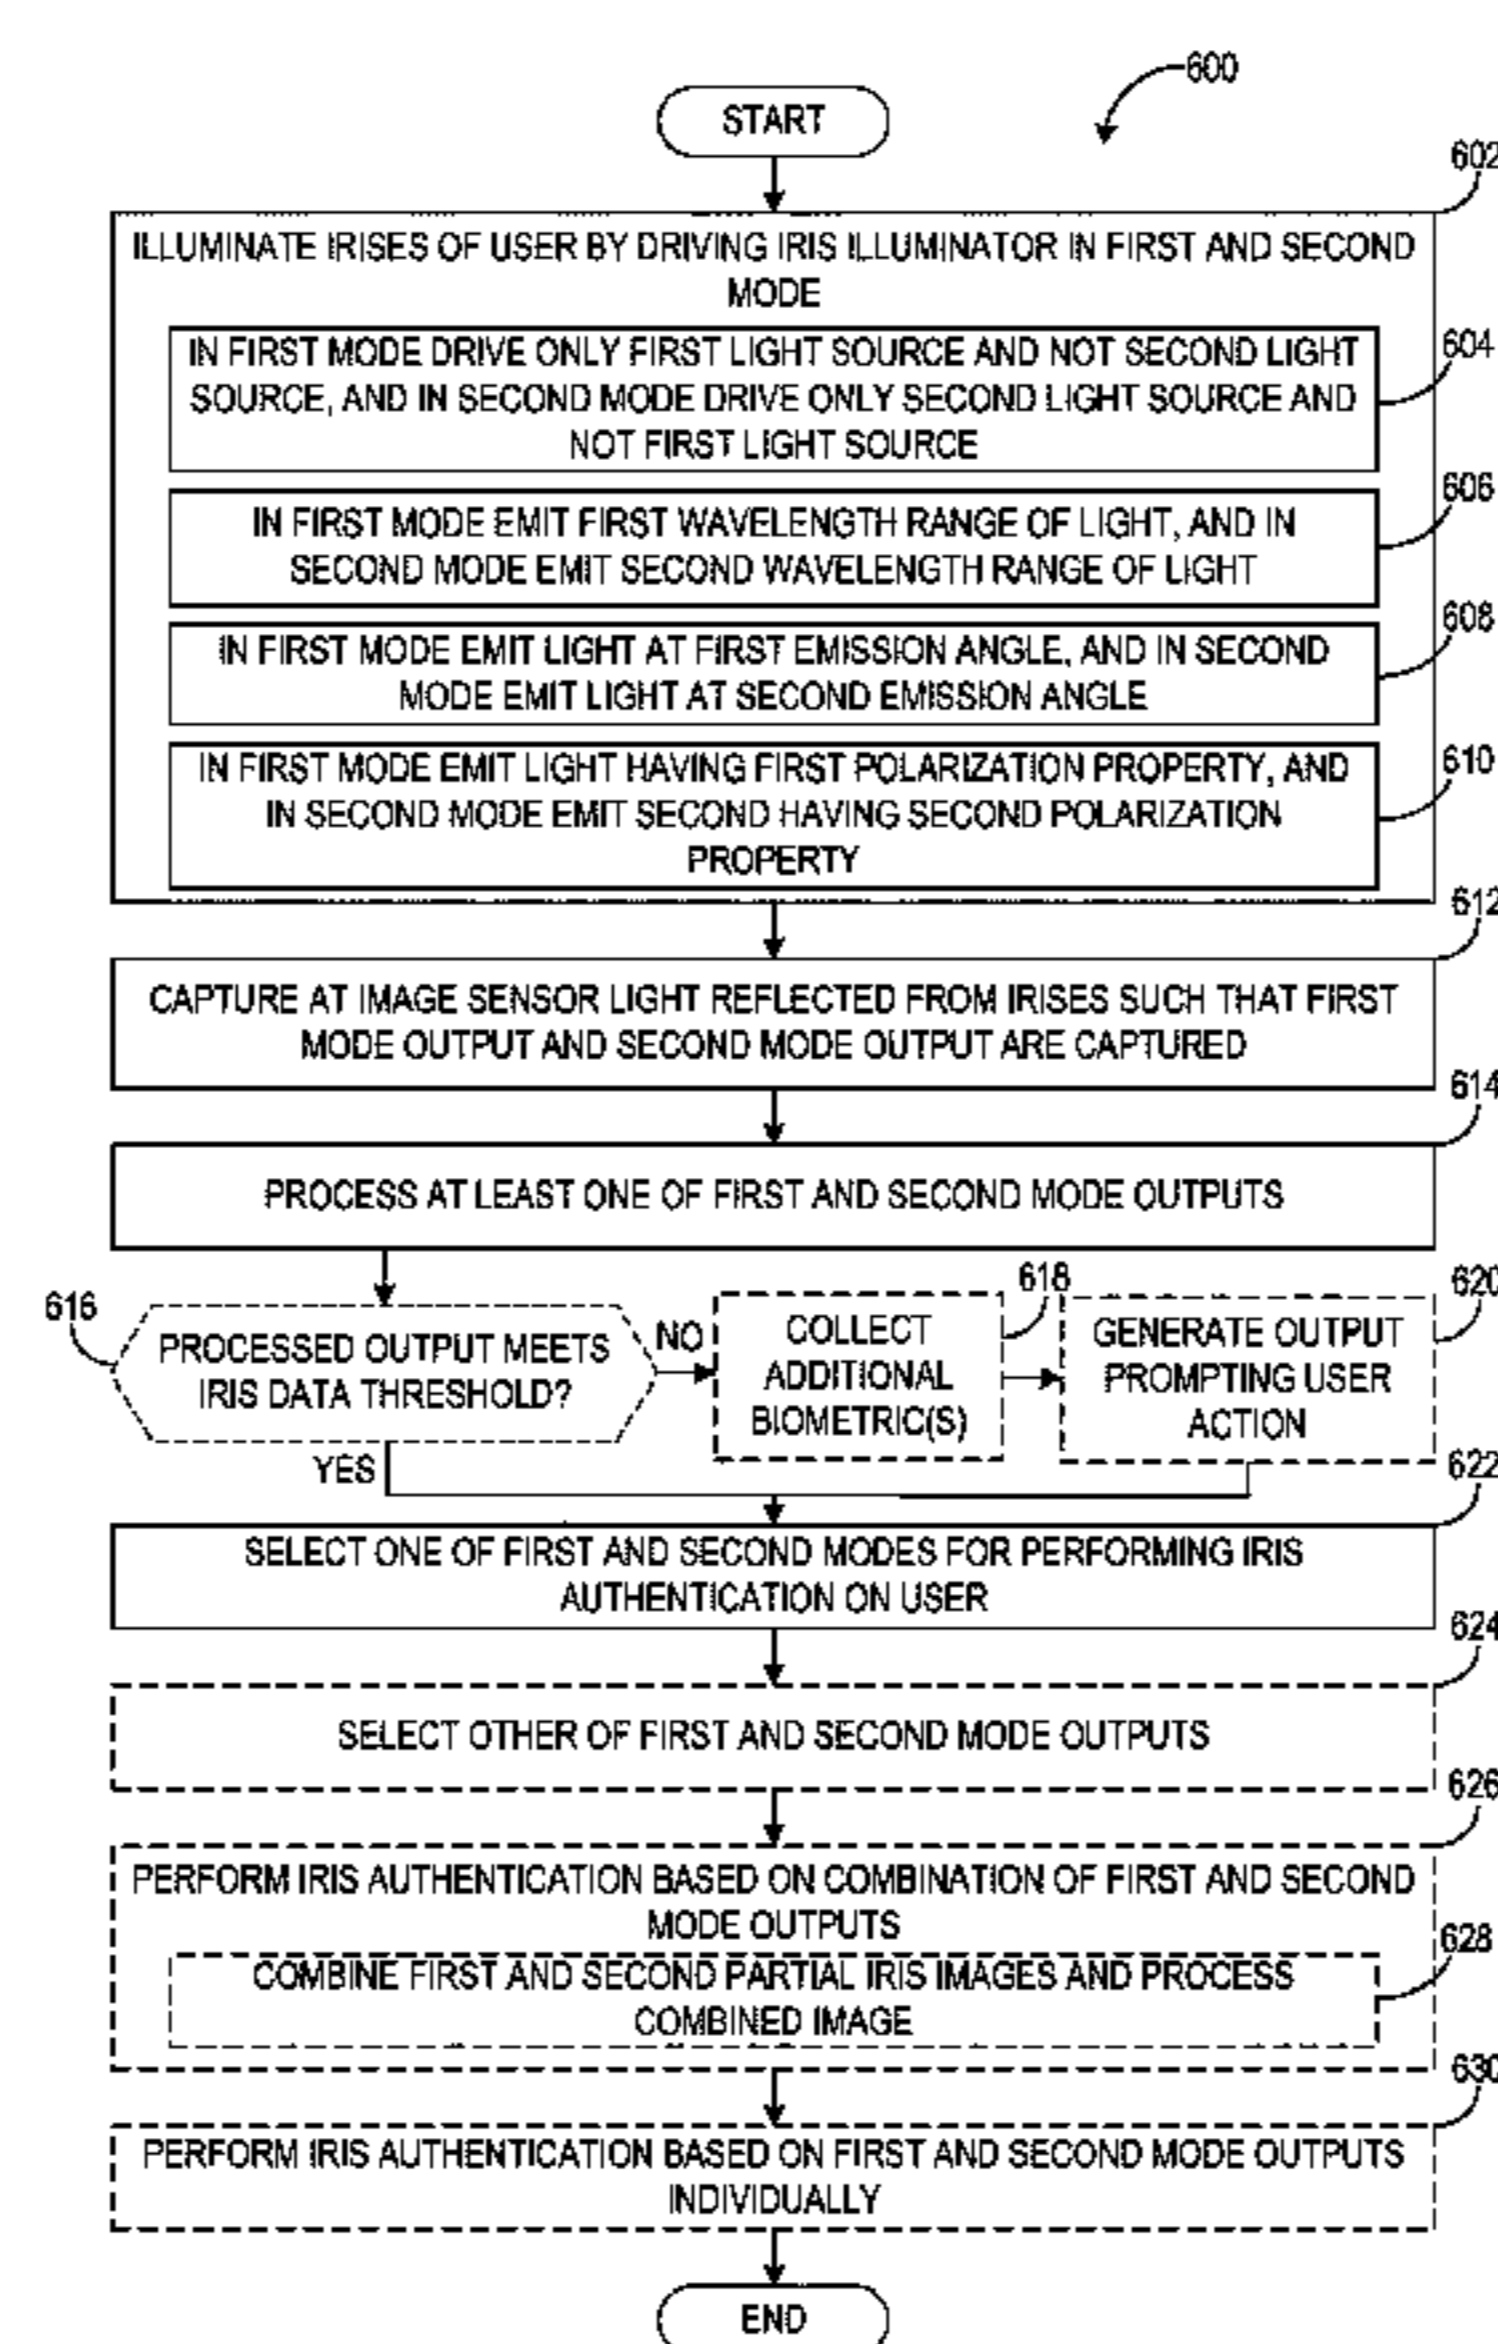 600
START
602
ILLUMINATE IRISES OF USER BY DRIVING IRIS ILLUMINATOR IN FIRST AND SECOND
MODE
604
IN FIRST MODE DRIVE ONLY FIRST LIGHT SOURCE AND NOT SECOND LIGHT
SOURCE, AND IN SECOND MODE DRIVE ONLY SECOND LIGHT SOURCE AND
NOT FIRST LIGHT SOURCE
606
IN FIRST MODE EMIT FIRST WAVELENGTH RANGE OF LIGHT, AND IN
SECOND MODE EMIT SECOND WAVELENGTH RANGE OF LIGHT
608
IN FIRST MODE EMIT LIGHT AT FIRST EMISSION ANGLE, AND IN SECOND
MODE EMIT LIGHT AT SECOND EMISSION ANGLE
610
IN FIRST MODE EMIT LIGHT HAVING FIRST POLARIZATION PROPERTY, AND
IN SECOND MODE EMIT SECOND HAVING SECOND POLARIZATION
PROPERTY
612
CAPTURE AT IMAGE SENSOR LIGHT REFLECTED FROM IRISES SUCH THAT FIRST
MODE OUTPUT AND SECOND MODE OUTPUT ARE CAPTURED
614
PROCESS AT LEAST ONE OF FIRST AND SECOND MODE OUTPUTS
616
PROCESSED OUTPUT MEETS
IRIS DATA THRESHOLD?
NO
YES
618
COLLECT
ADDITIONAL
BIOMETRIC(S)
620
GENERATE OUTPUT
PROMPTING USER
ACTION
622
SELECT ONE OF FIRST AND SECOND MODES FOR PERFORMING IRIS
AUTHENTICATION ON USER
624
SELECT OTHER OF FIRST AND SECOND MODE OUTPUTS
626
PERFORM IRIS AUTHENTICATION BASED ON COMBINATION OF FIRST AND SECOND
MODE OUTPUTS
628
COMBINE FIRST AND SECOND PARTIAL IRIS IMAGES AND PROCESS
COMBINED IMAGE
630
PERFORM IRIS AUTHENTICATION BASED ON FIRST AND SECOND MODE OUTPUTS
INDIVIDUALLY
END